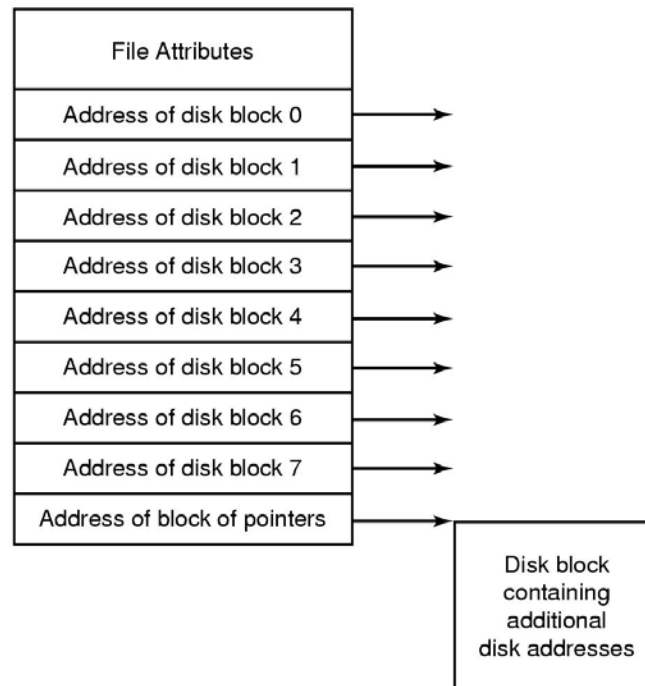 File Attributes
Address of disk block 0
Address of disk block 1
Address of disk block 2
Address of disk block 3
Address of disk block 4
Address of disk block 5
Address of disk block 6
Address of disk block 7
Address of block of pointers
Disk block
containing
additional
disk addresses